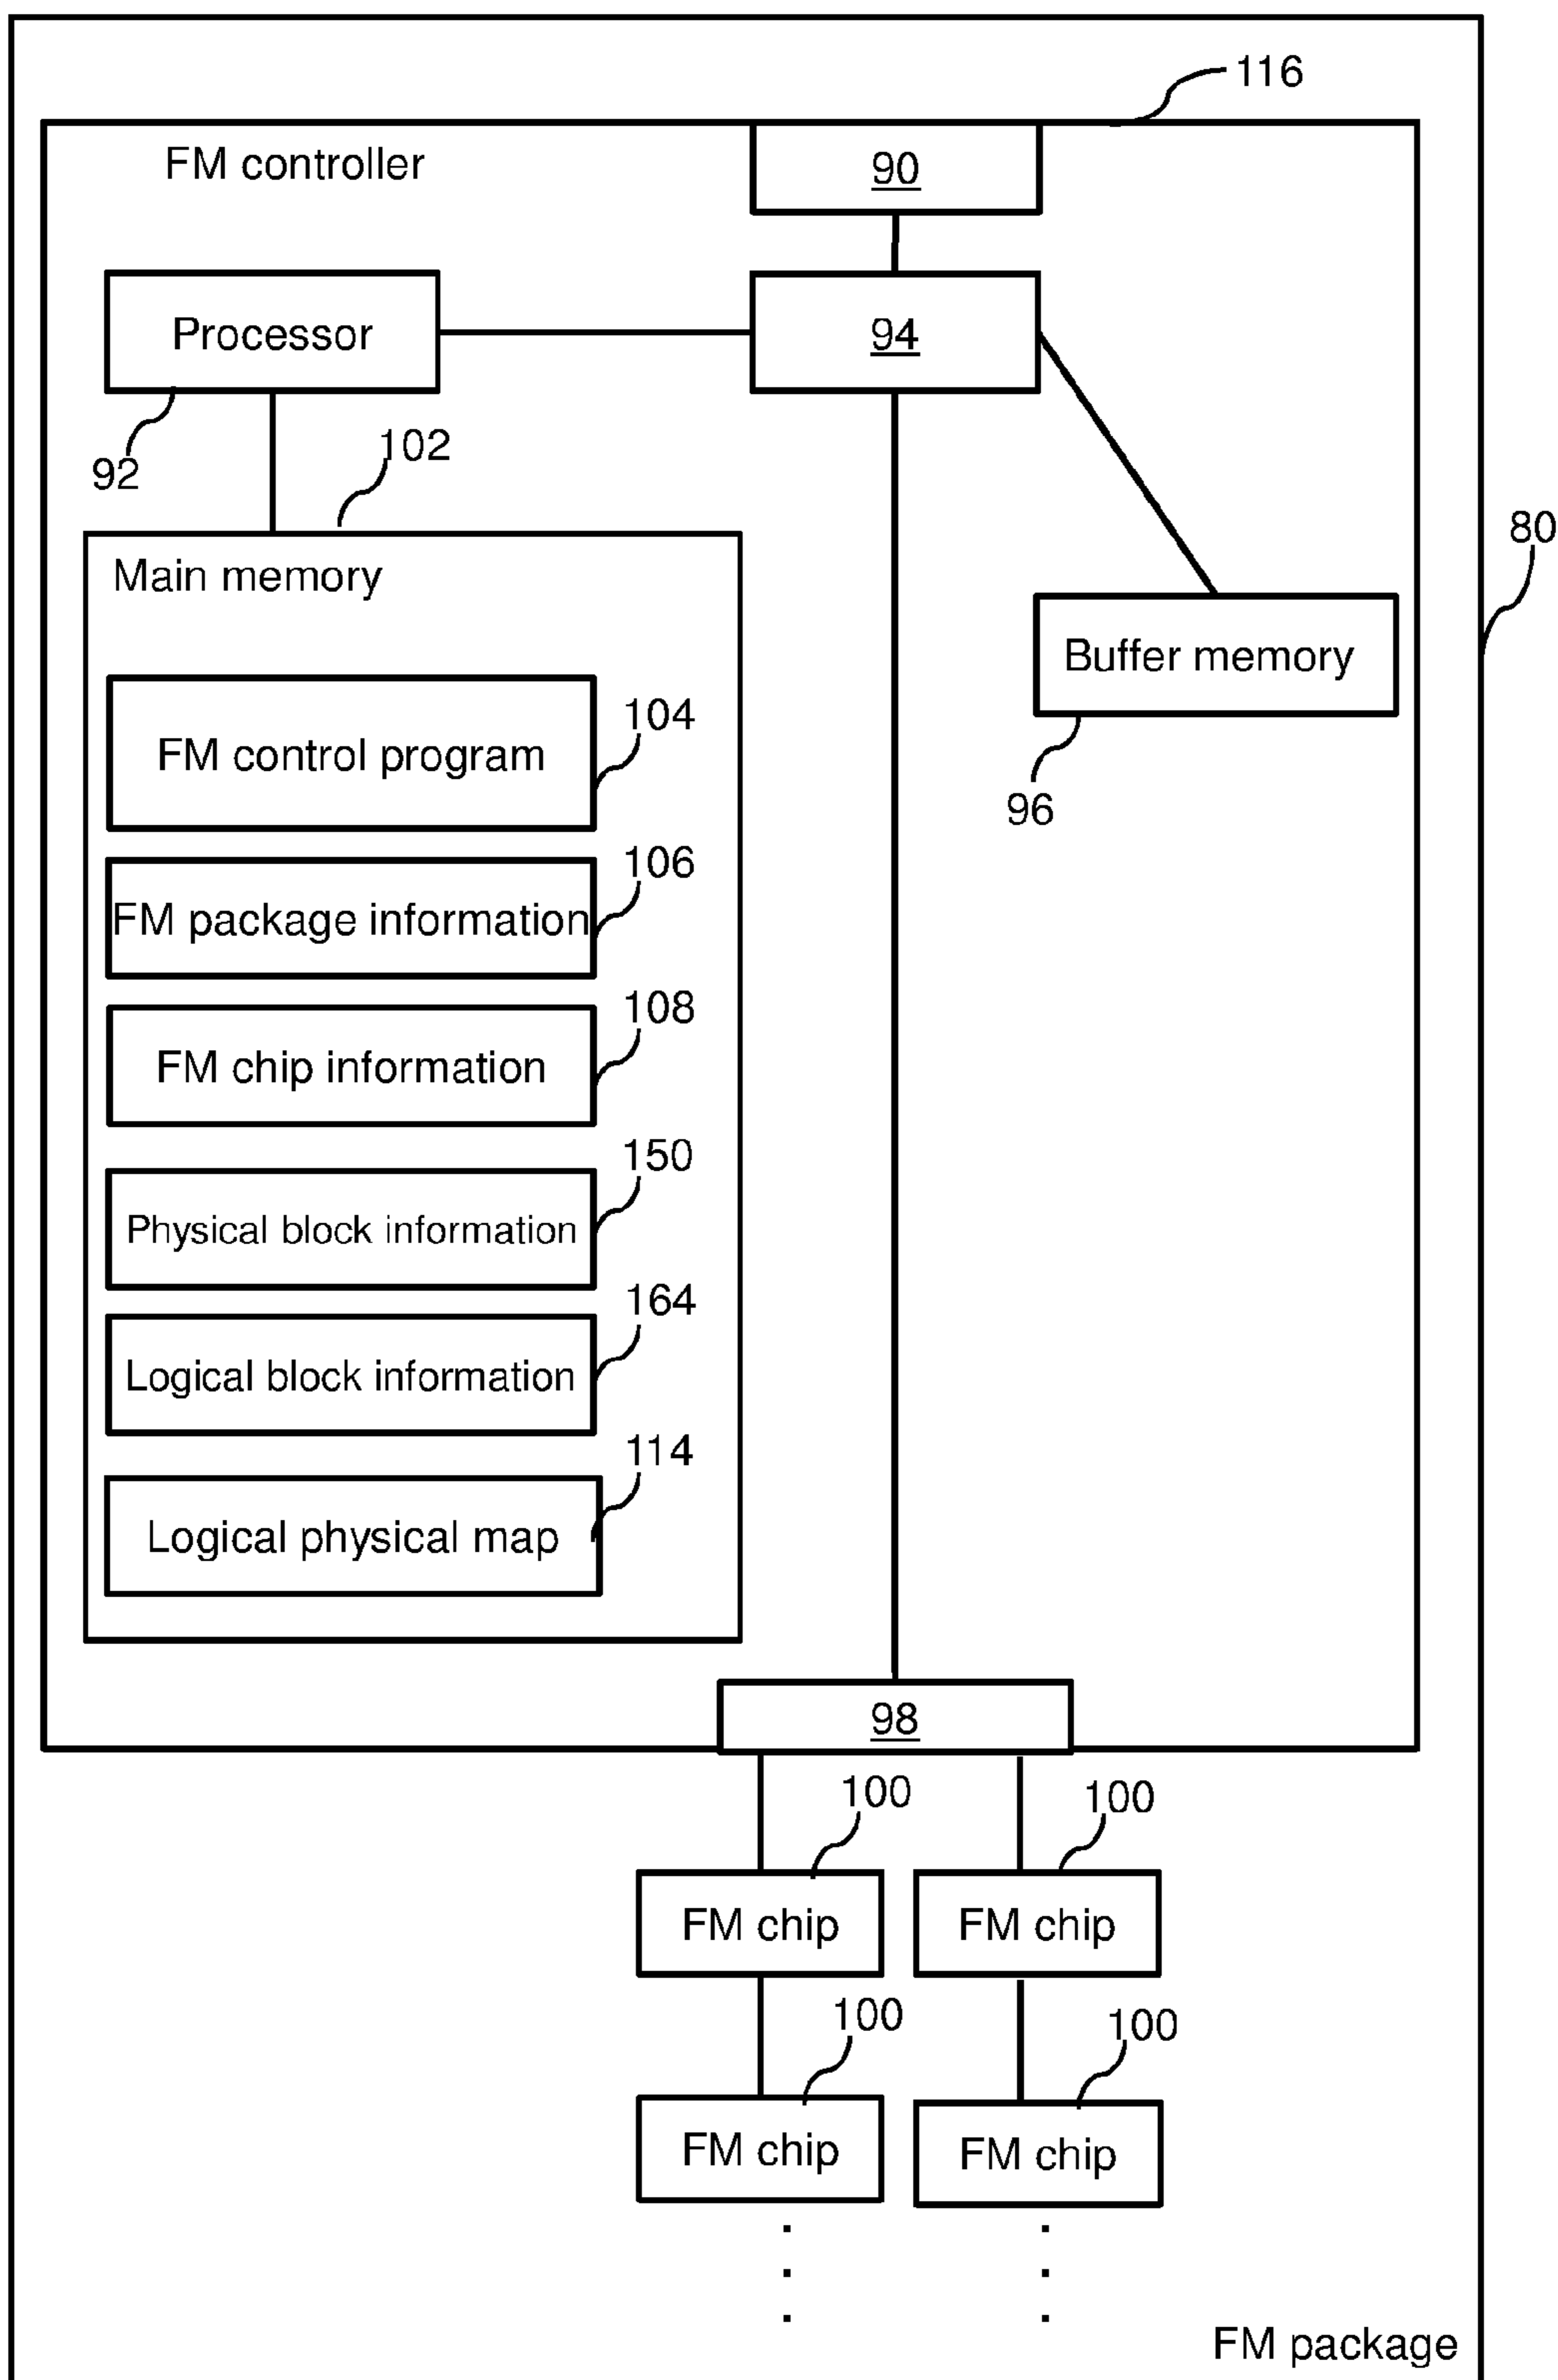 116
FM controller
90
Processor
94
92
102
80
Main memory
Buffer memory
104
FM control program
96
106
FM package information
108
FM chip information
150
Physical block information
164
Logical block information
114
Logical physical map
98
100
100
FM chip
FM chip
100
100
FM chip
FM chip
FM package